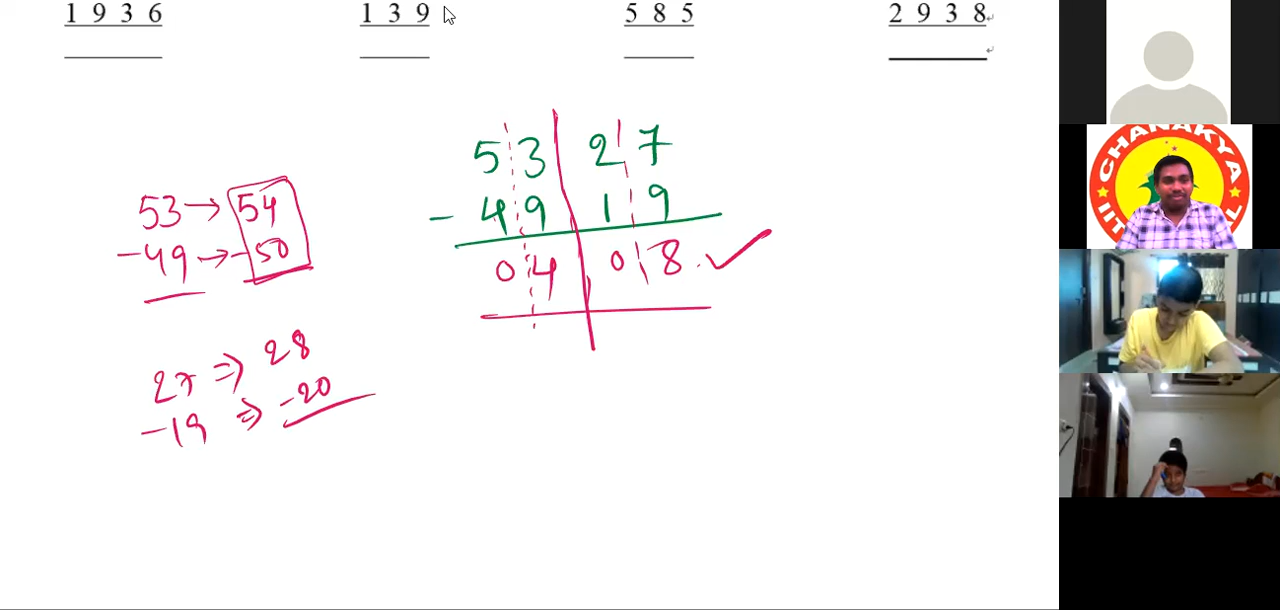 1 9 3 6
1 3 9
5 8 5
2 9 3 8
5 3 2 7
- 4 9 1 9
0 4 0 8
53 → 54
-49 → -50
27 ⇒ 28
-19 ⇒ -20
CHANAKYA